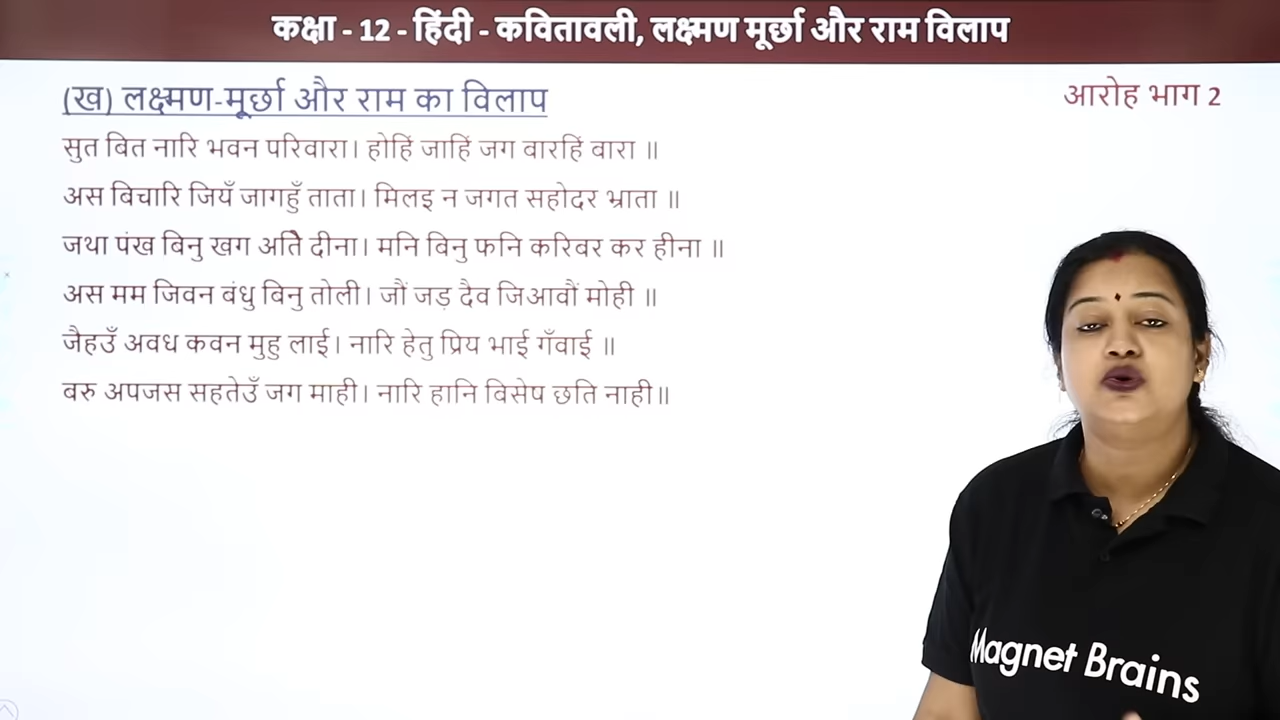 कक्षा - 12 - हिंदी - कवितावली, लक्ष्मण मूर्छा और राम विलाप
(ख) लक्ष्मण-मूर्छा और राम का विलाप
आरोह भाग 2
सुत बित नारि भवन परिवारा। होहिं जाहिं जग बारहिं बारा ॥
अस बिचारि जियँ जागहुँ ताता। मिलइ न जगत सहोदर भ्राता ॥
जथा पंख बिनु खग अति दीना। मनि बिनु फनि करिबर कर हीना ॥
अस मम जिवन बंधु बिनु तोली। जौं जड़ दैव जिआवौं मोही ॥
जैहउँ अवध कवन मुहु लाई। नारि हेतु प्रिय भाई गँवाई ॥
बरु अपजस सहतेउँ जग माही। नारि हानि बिसेप छति नाही॥
Magnet Brains